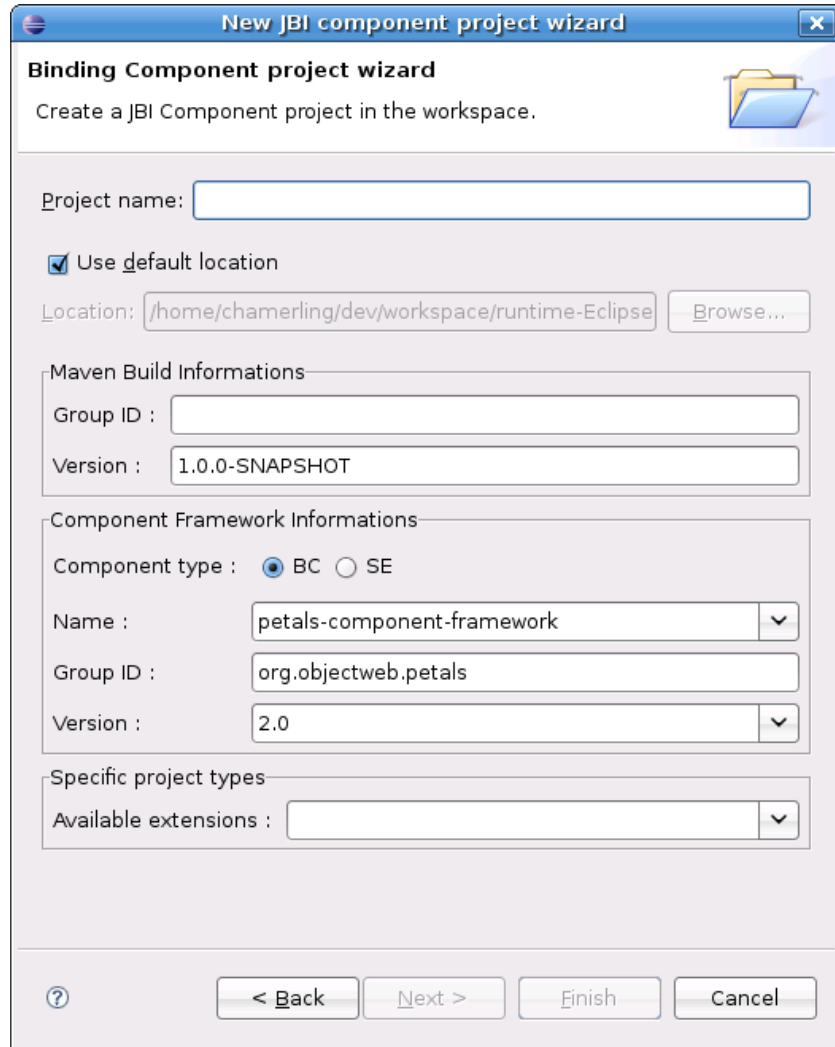 New JBI component project wizard
Binding Component project wizard
Create a JBI Component project in the workspace.
Project name:
Use default location
Location: /home/chamerling/dev/workspace/runtime-Eclipse Browse...
Maven Build Informations
Group ID :
Version : 1.0.0-SNAPSHOT
Component Framework Informations
Component type : BC SE
Name : petals-component-framework
Group ID : org.objectweb.petals
Version : 2.0
Specific project types
Available extensions :
? < Back Next > Finish Cancel